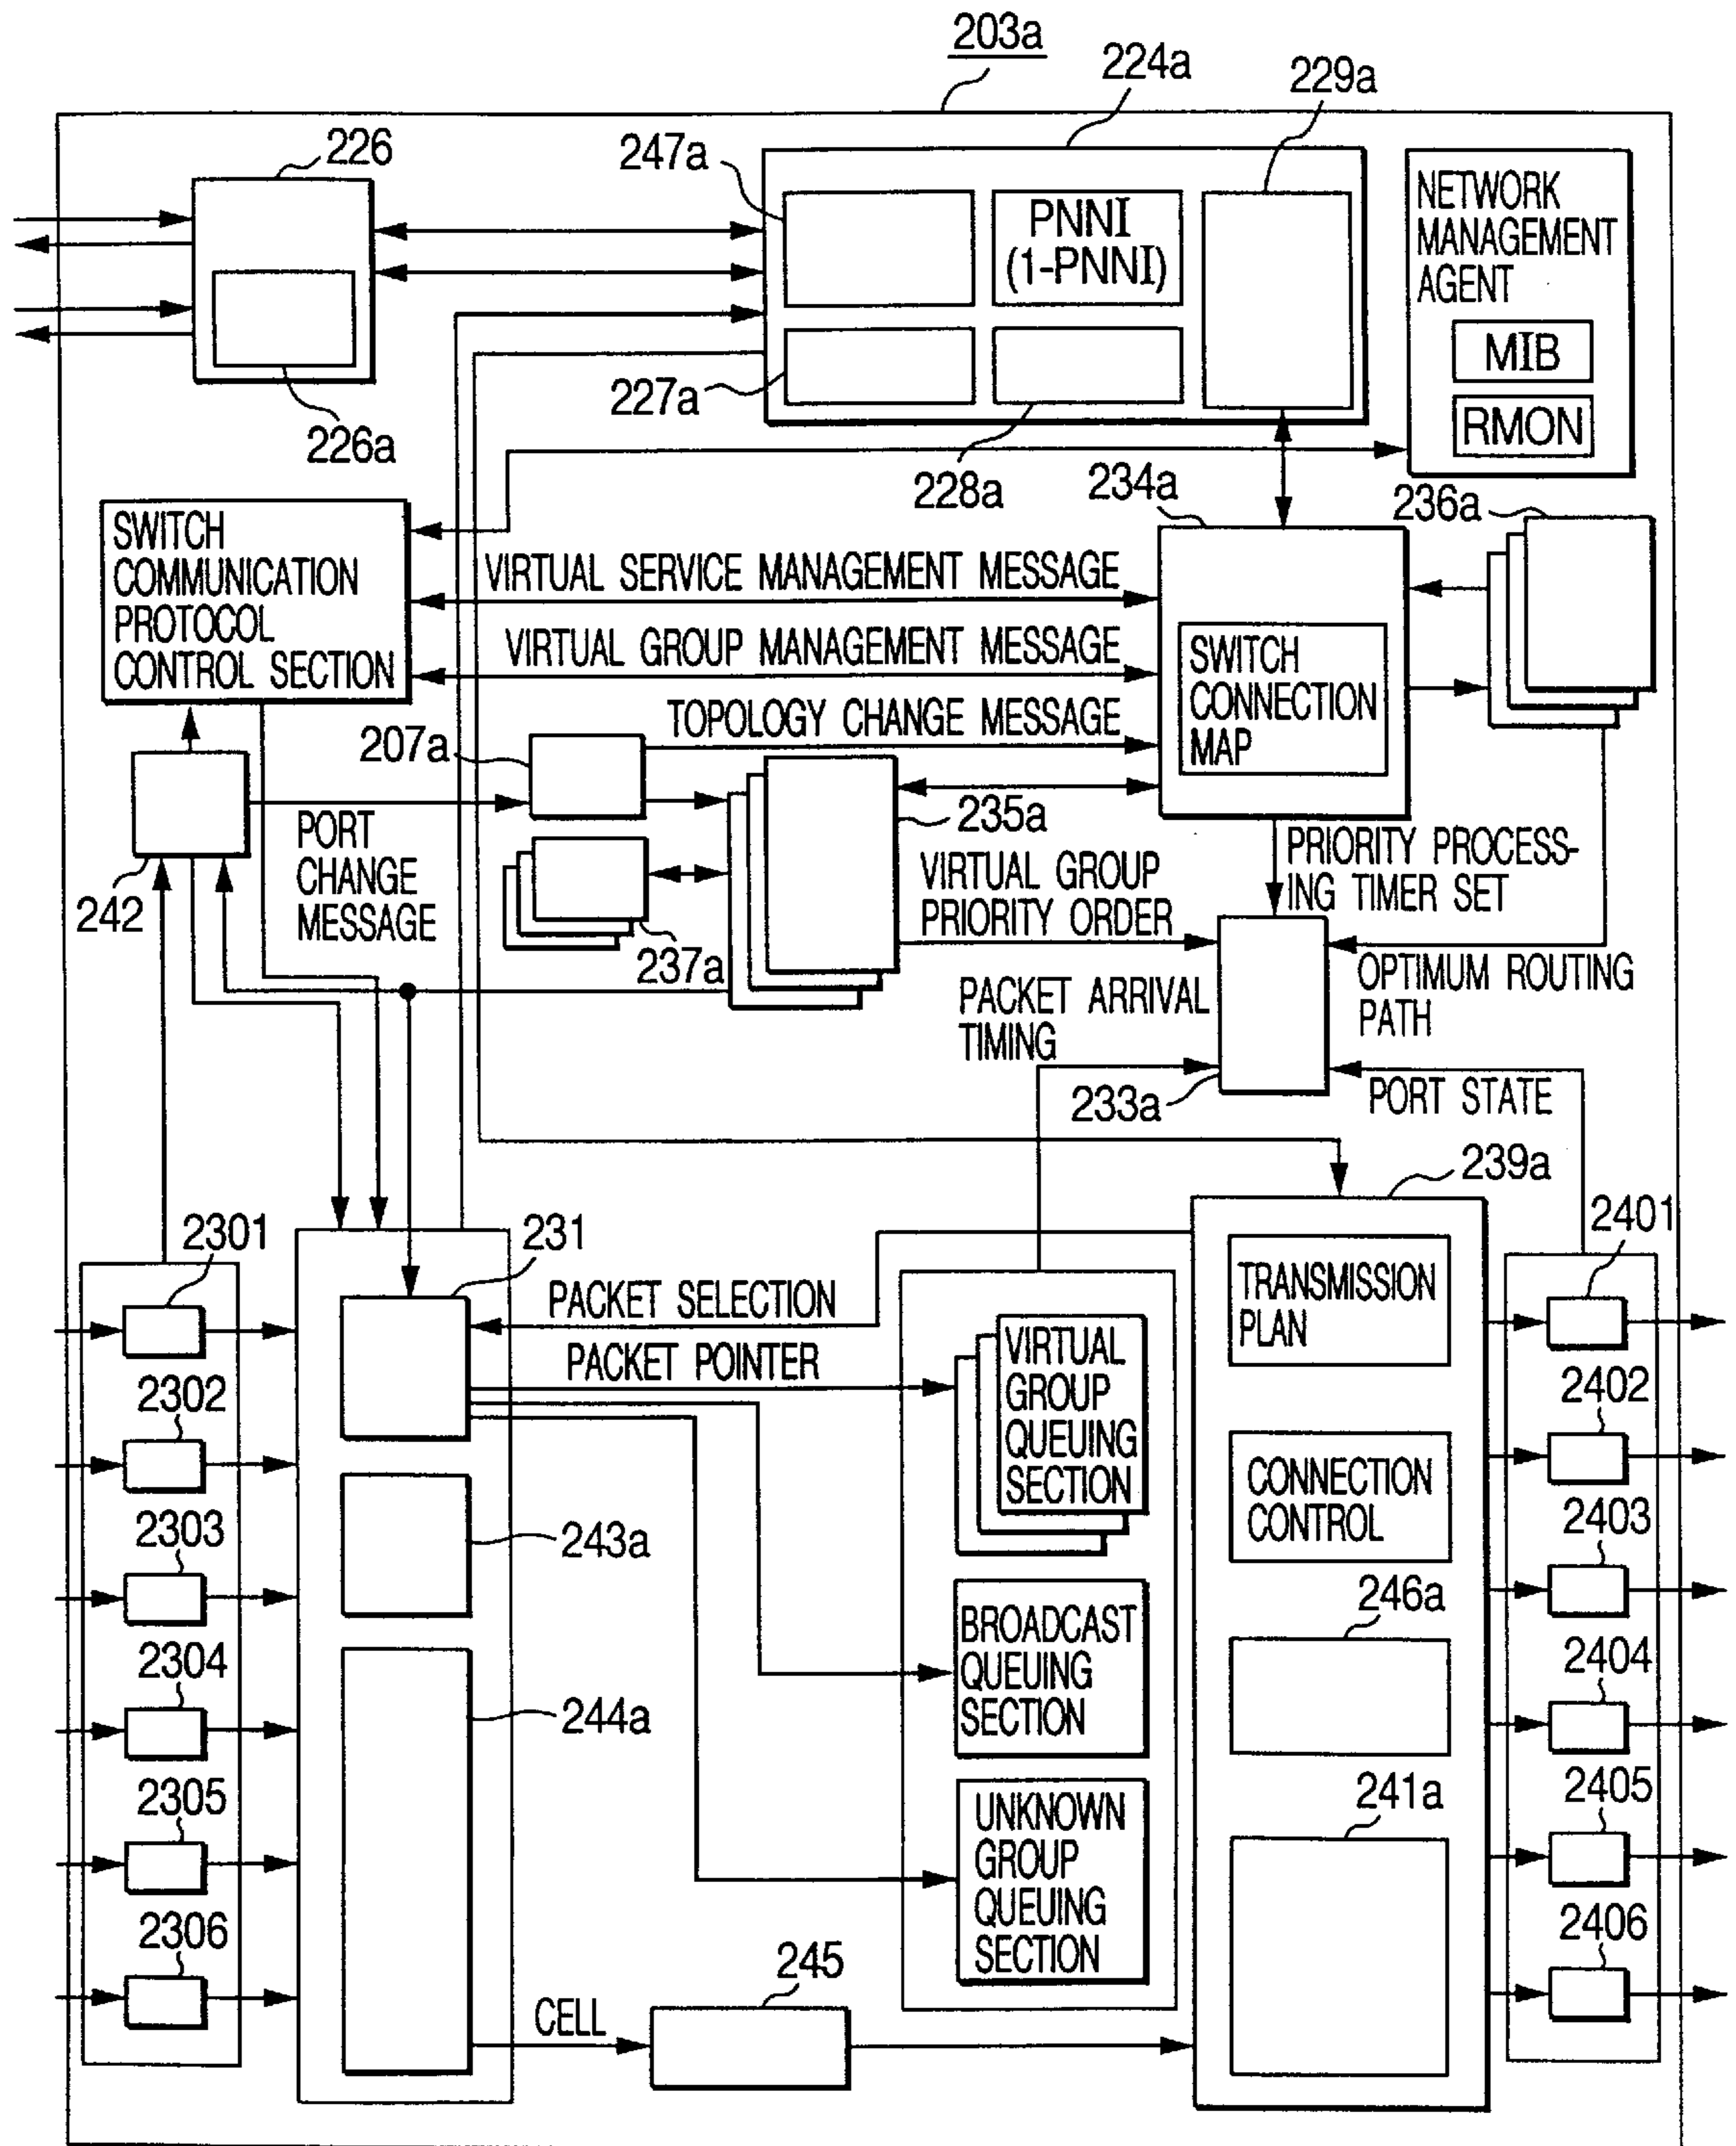 203a
224a
229a
226
247a
PNNI
(1-PNNI)
NETWORK
MANAGEMENT
AGENT
MIB
RMON
227a
226a
228a
234a
236a
SWITCH
COMMUNICATION
PROTOCOL
CONTROL SECTION
VIRTUAL SERVICE MANAGEMENT MESSAGE
VIRTUAL GROUP MANAGEMENT MESSAGE
TOPOLOGY CHANGE MESSAGE
SWITCH
CONNECTION
MAP
207a
235a
242
PORT
CHANGE
MESSAGE
237a
VIRTUAL GROUP
PRIORITY ORDER
PRIORITY PROCESS-
ING TIMER SET
PACKET ARRIVAL
TIMING
OPTIMUM ROUTING
PATH
233a
PORT STATE
239a
2301
231
2401
PACKET SELECTION
PACKET POINTER
VIRTUAL
GROUP
QUEUING
SECTION
TRANSMISSION
PLAN
2302
2402
CONNECTION
CONTROL
2303
243a
2403
BROADCAST
QUEUING
SECTION
246a
2304
244a
2404
2305
UNKNOWN
GROUP
QUEUING
SECTION
241a
2405
2306
2406
CELL
245